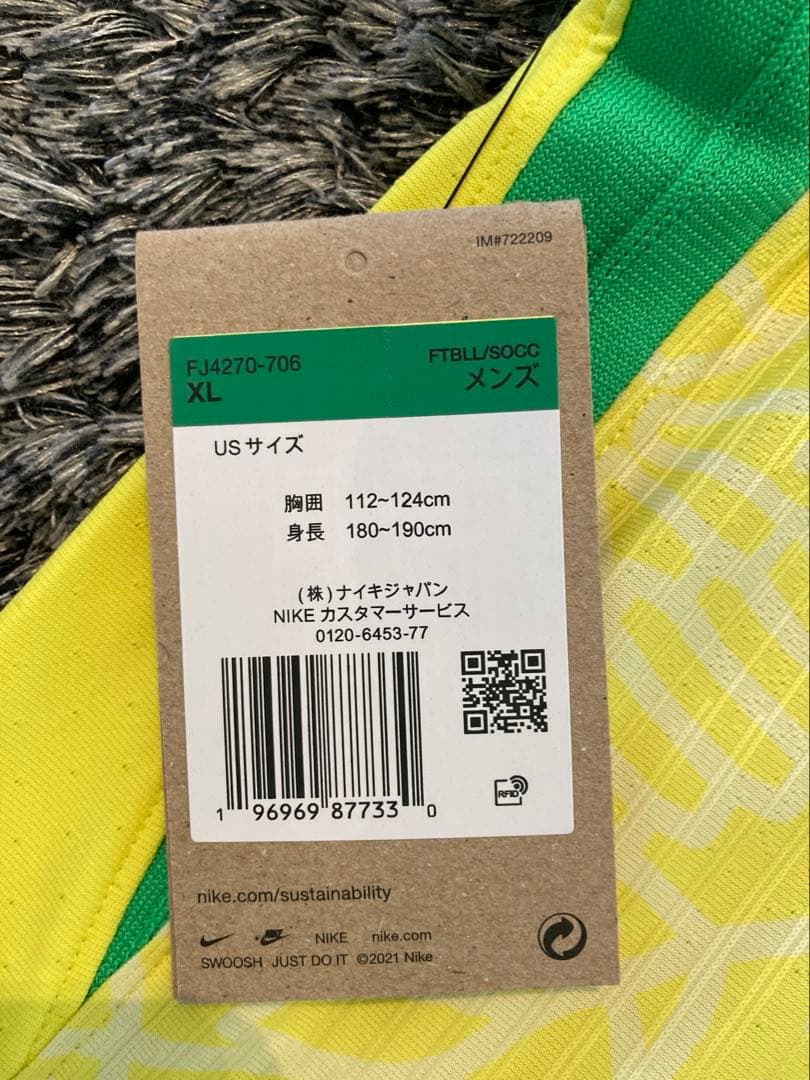 IM#722209
FJ4270-706
XL
FTBLL/SOCC
メンズ
USサイズ
胸囲 112~124cm
身長 180~190cm
(株)ナイキジャパン
NIKE カスタマーサービス
0120-6453-77
1 96969 87733 0
RFID
nike.com/sustainability
NIKE nike.com
SWOOSH JUST DO IT ©2021 Nike